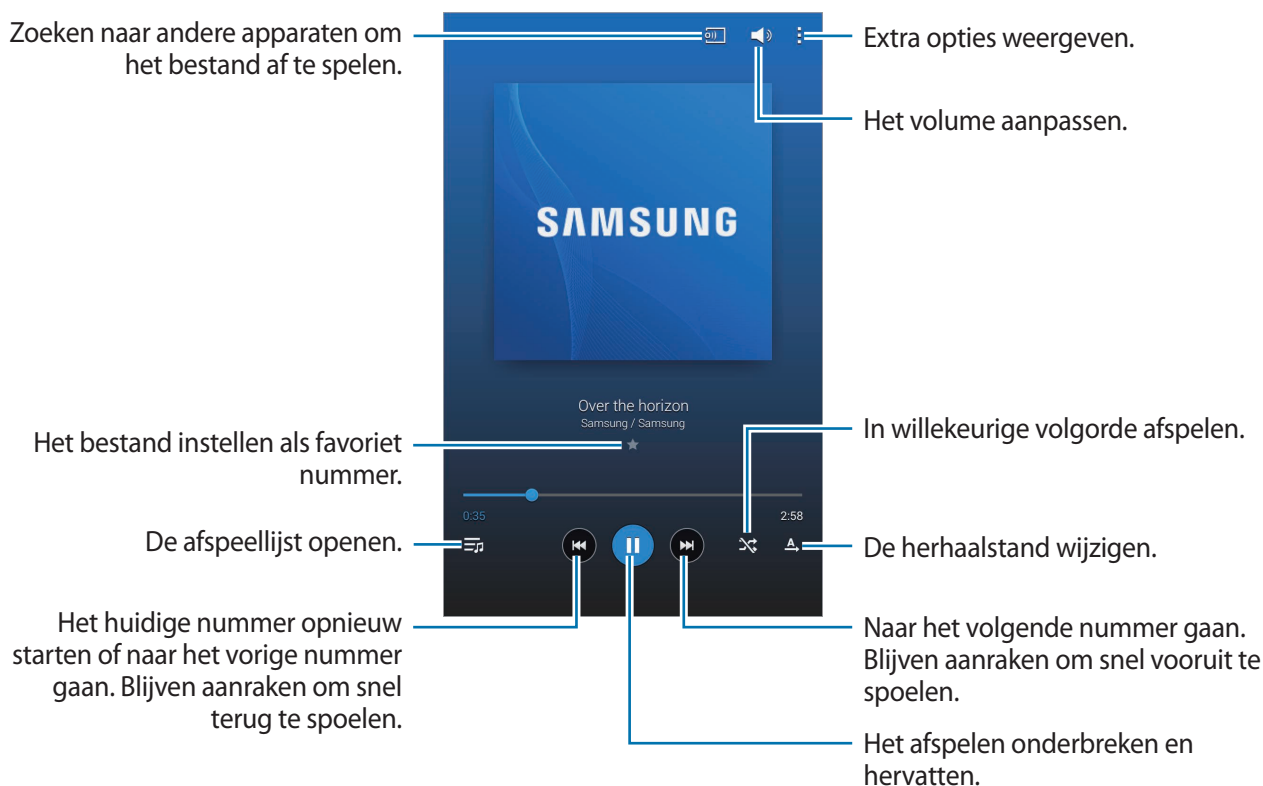 Zoeken naar andere apparaten om
het bestand af te spelen.
Extra opties weergeven.
Het volume aanpassen.
SAMSUNG
Over the horizon
Samsung / Samsung
Het bestand instellen als favoriet
nummer.
In willekeurige volgorde afspelen.
0:35
2:58
De afspeellijst openen.
De herhaalstand wijzigen.
A
Het huidige nummer opnieuw
starten of naar het vorige nummer
gaan. Blijven aanraken om snel
terug te spoelen.
Naar het volgende nummer gaan.
Blijven aanraken om snel vooruit te
spoelen.
Het afspelen onderbreken en
hervatten.